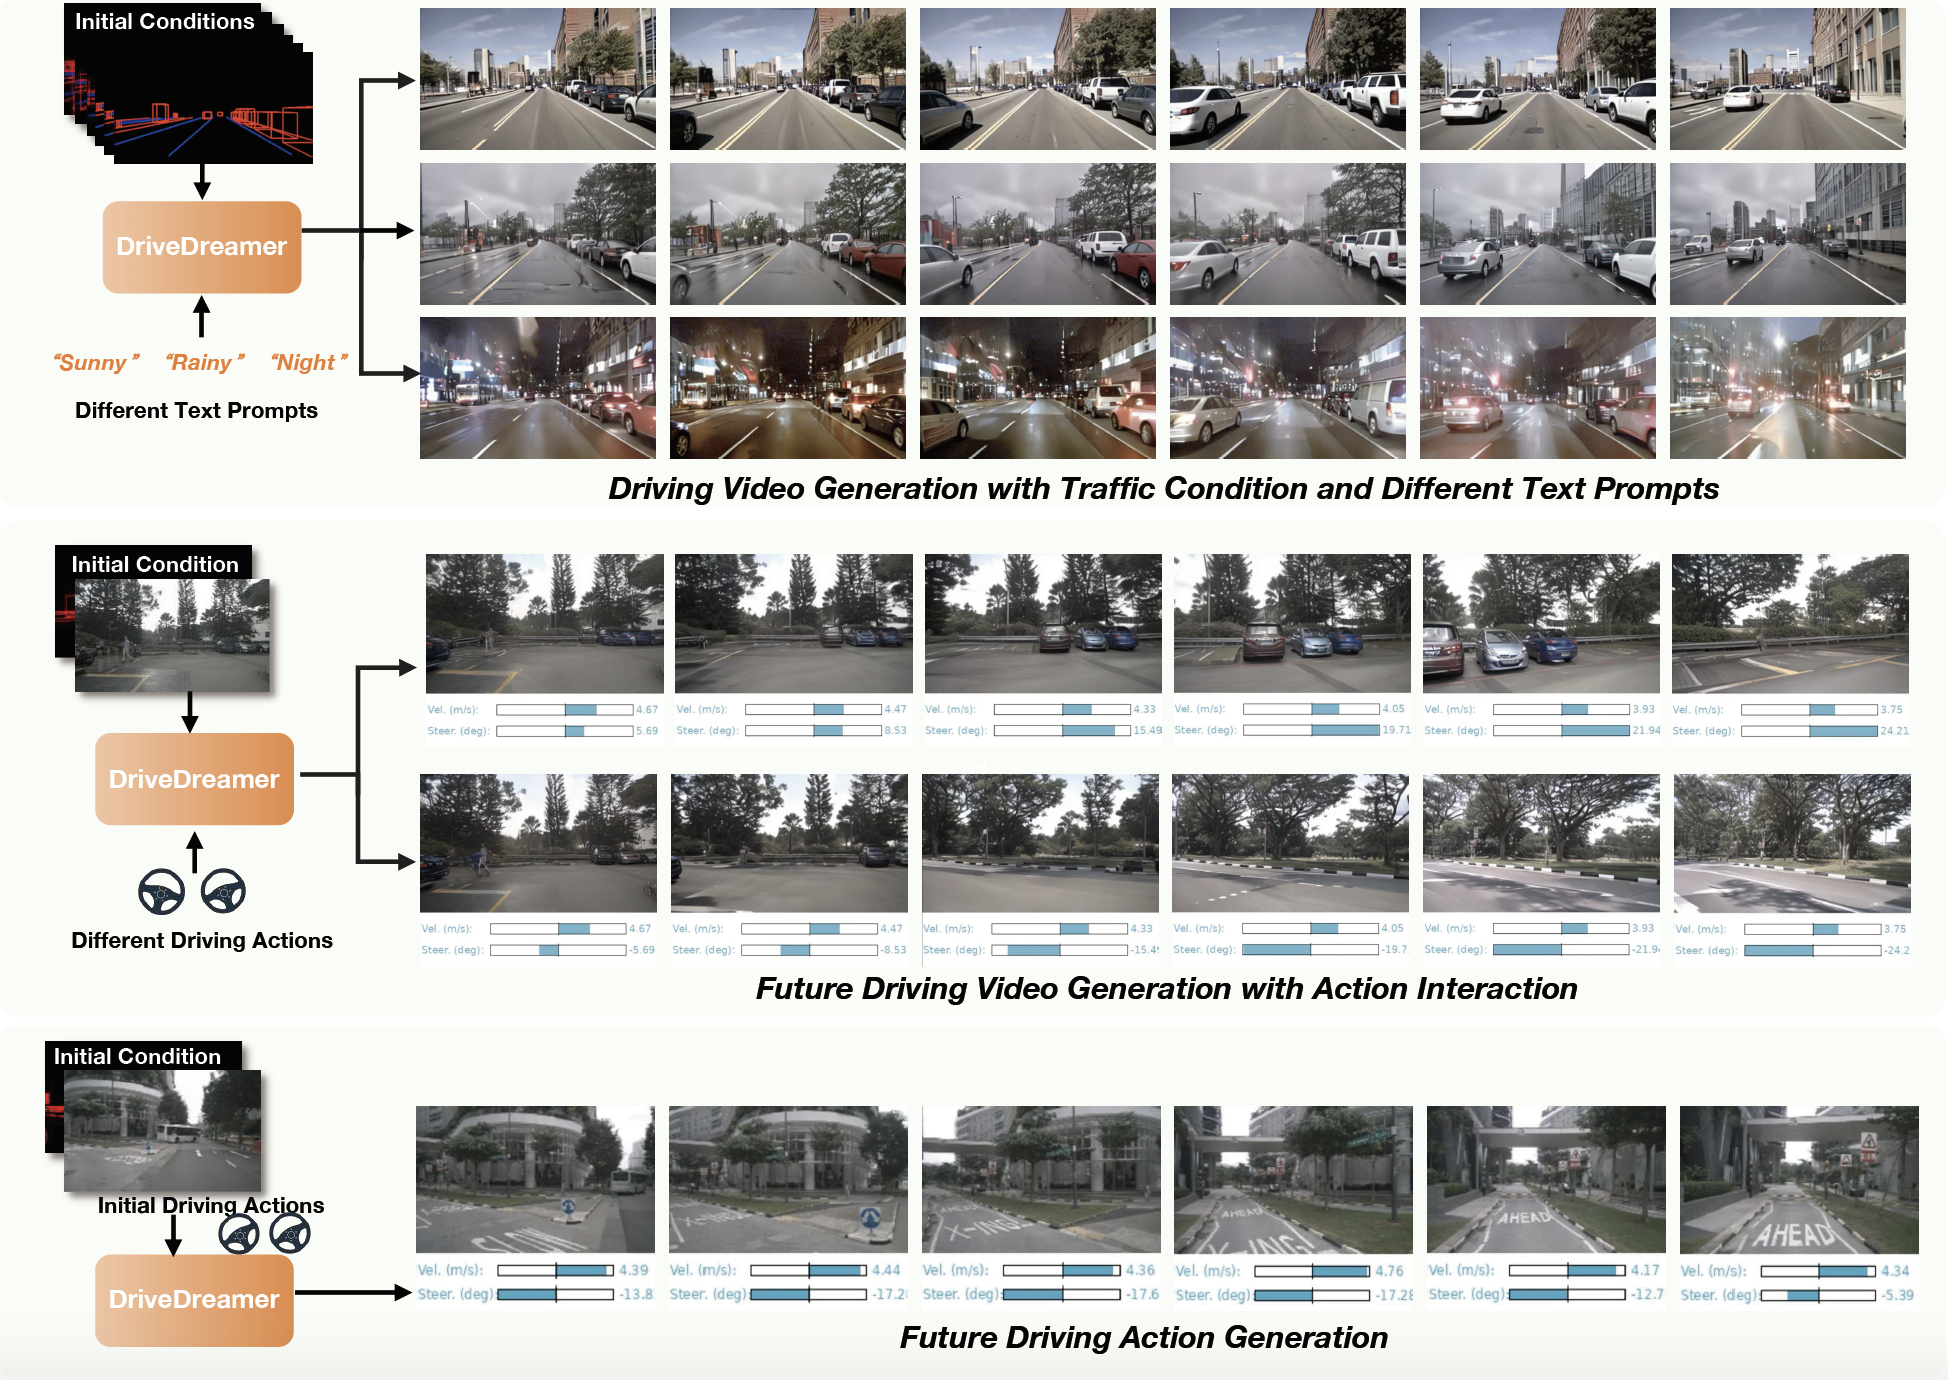 Initial Conditions
DriveDreamer
“Sunny” “Rainy” “Night”
Different Text Prompts
Driving Video Generation with Traffic Condition and Different Text Prompts
Initial Condition
DriveDreamer
Different Driving Actions
Vel. (m/s): 4.67
Steer. (deg): 5.69
Vel. (m/s): 4.47
Steer. (deg): 8.53
Vel. (m/s): 4.33
Steer. (deg): 15.49
Vel. (m/s): 4.05
Steer. (deg): 19.71
Vel. (m/s): 3.93
Steer. (deg): 21.94
Vel. (m/s): 3.75
Steer. (deg): 24.21
Vel. (m/s): 4.67
Steer. (deg): -5.69
Vel. (m/s): 4.47
Steer. (deg): -8.53
Vel. (m/s): 4.33
Steer. (deg): -15.4
Vel. (m/s): 4.05
Steer. (deg): -19.7
Vel. (m/s): 3.93
Steer. (deg): -21.9
Vel. (m/s): 3.75
Steer. (deg): -24.2
Future Driving Video Generation with Action Interaction
Initial Condition
Initial Driving Actions
DriveDreamer
SLOW
X-ING
AHEAD
X-ING
AHEAD
AHEAD
Vel. (m/s): 4.39
Steer. (deg): -13.8
Vel. (m/s): 4.44
Steer. (deg): -17.2
Vel. (m/s): 4.36
Steer. (deg): -17.6
Vel. (m/s): 4.76
Steer. (deg): -17.28
Vel. (m/s): 4.17
Steer. (deg): -12.7
Vel. (m/s): 4.34
Steer. (deg): -5.39
Future Driving Action Generation